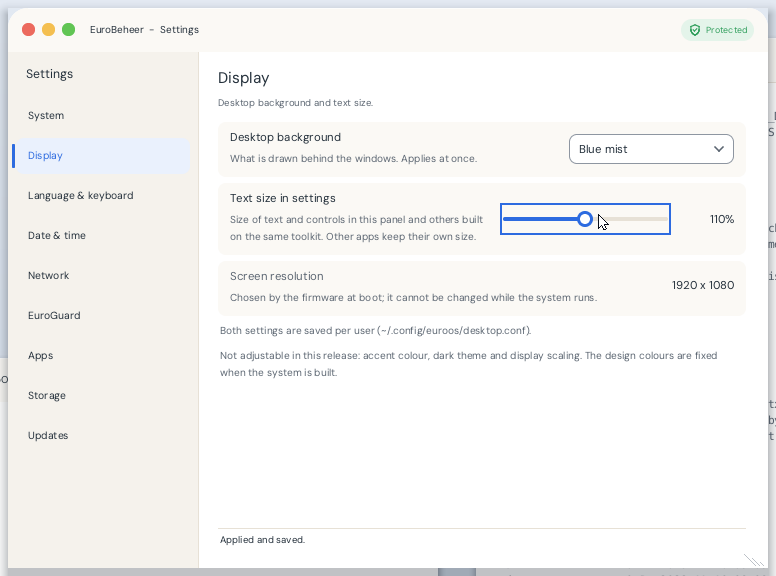 EuroBeheer - Settings
Protected
Settings
System
Display
Language & keyboard
Date & time
Network
EuroGuard
Apps
Storage
Updates
Display
Desktop background and text size.
Desktop background
What is drawn behind the windows. Applies at once.
Blue mist
Text size in settings
Size of text and controls in this panel and others built
on the same toolkit. Other apps keep their own size.
110%
Screen resolution
Chosen by the firmware at boot; it cannot be changed while the system runs.
1920 x 1080
Both settings are saved per user (~/.config/euroos/desktop.conf).
Not adjustable in this release: accent colour, dark theme and display scaling. The design colours are fixed
when the system is built.
Applied and saved.